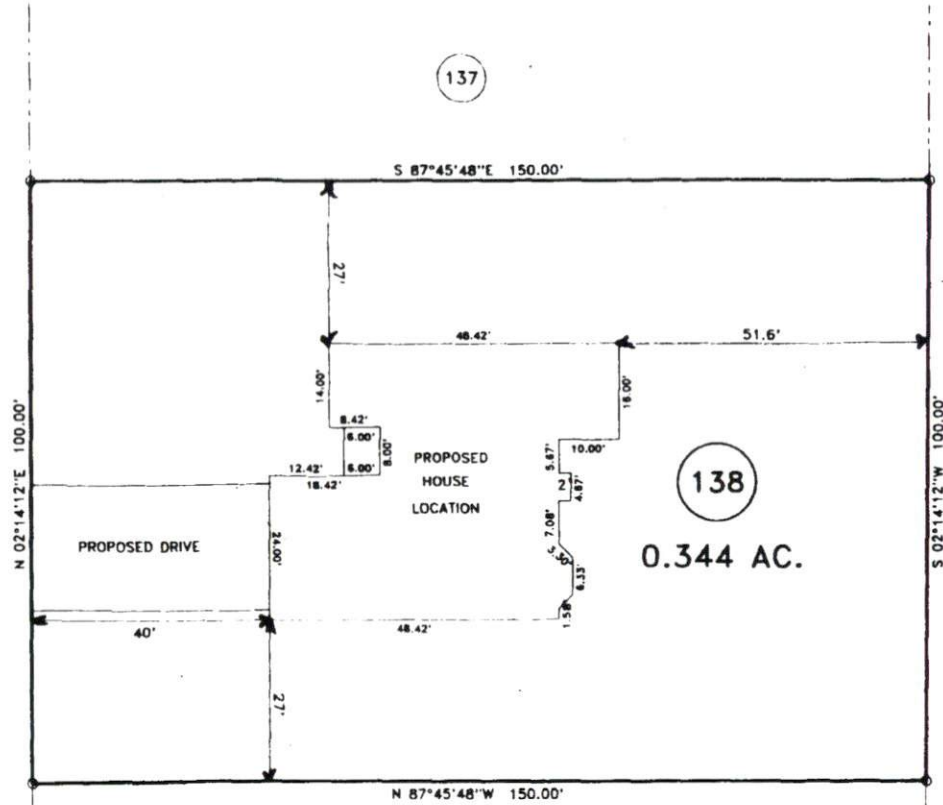 137
S 87°45'48"E 150.00'
27'
48.42'
51.6'
14.00'
16.00'
8.42'
6.00'
8.00'
10.00'
12.42'
6.00'
18.42'
PROPOSED
HOUSE
LOCATION
5.67'
2'
4.67'
138
N 02°14'12"E 100.00'
S 02°14'12"W 100.00'
PROPOSED DRIVE
24.00'
7.08'
5.50'
6.33'
0.344 AC.
1.58'
40'
48.42'
27'
N 87°45'48"W 150.00'